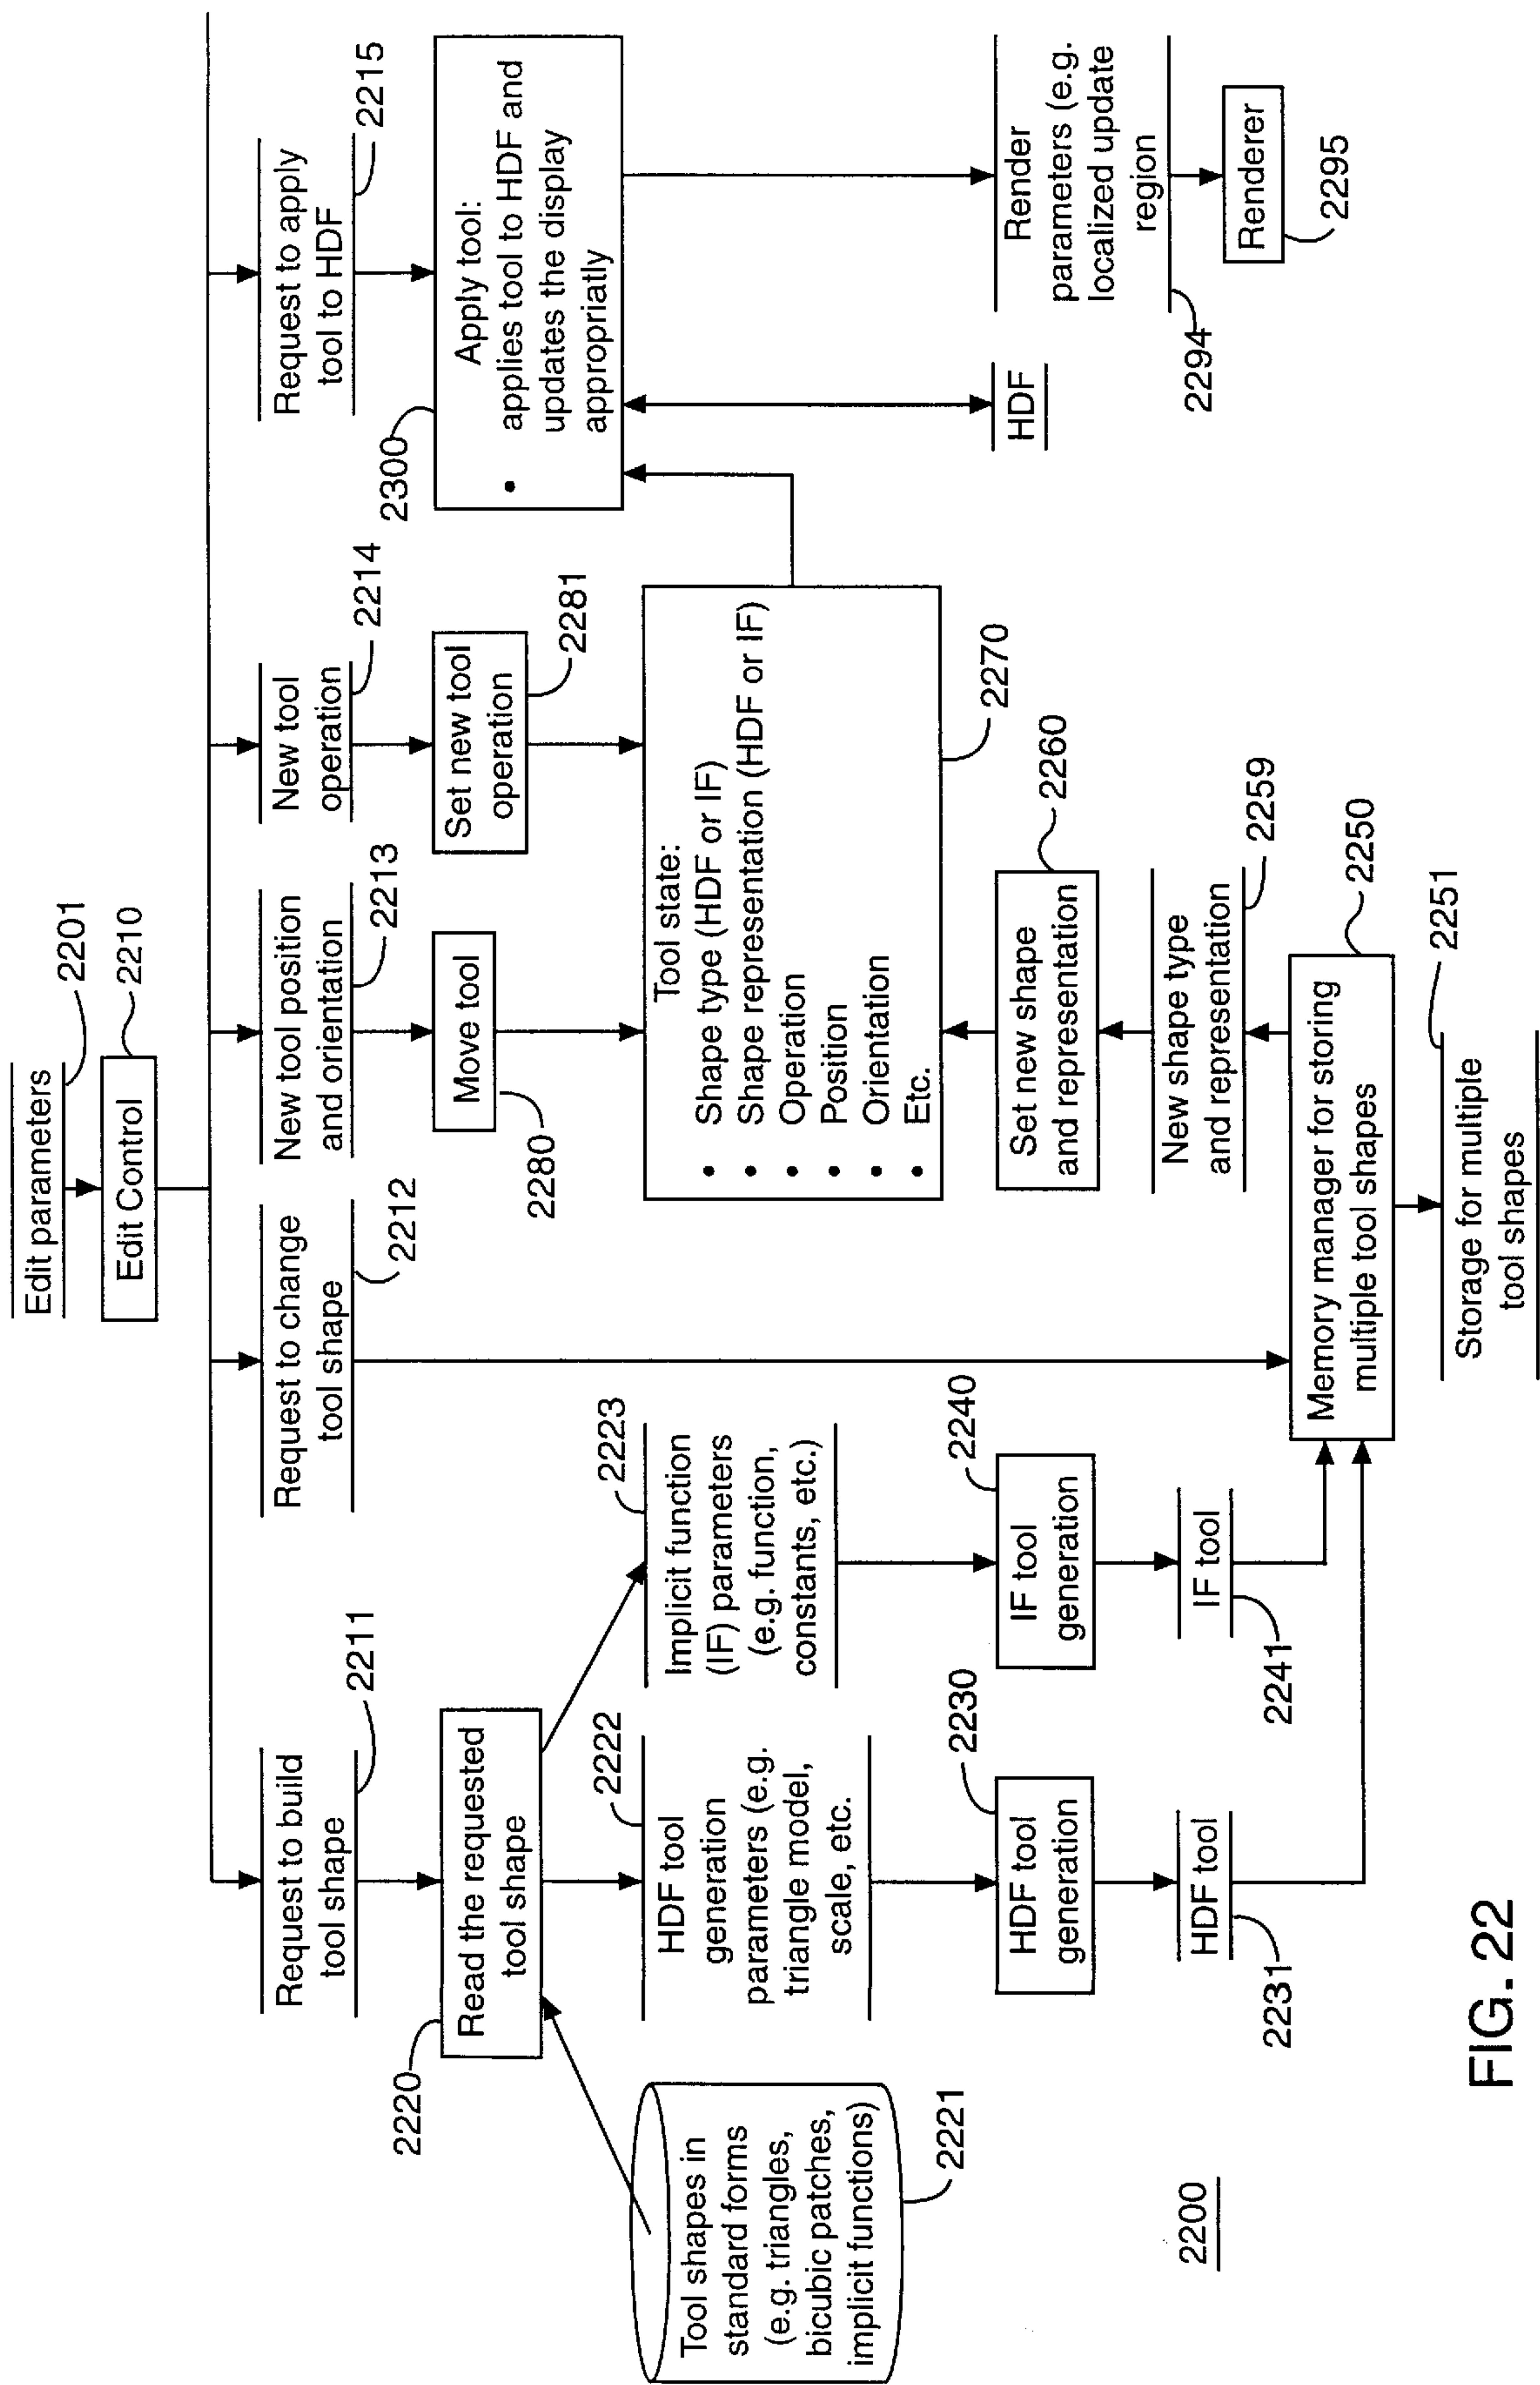 Edit parameters
2201
Edit Control
2210
Request to build
tool shape
2211
Request to change
tool shape
2212
New tool position
and orientation
2213
New tool
operation
2214
Request to apply
tool to HDF
2215
2220
Read the requested
tool shape
Move tool
2280
Set new tool
operation
2281
2300
Apply tool:
• applies tool to HDF and
updates the display
appropriatly
Tool shapes in
standard forms
(e.g. triangles,
bicubic patches,
implicit functions)
2221
2222
HDF tool
generation
parameters (e.g.
triangle model,
scale, etc.
2223
Implicit function
(IF) parameters
(e.g. function,
constants, etc.)
Tool state:
• Shape type (HDF or IF)
• Shape representation (HDF or IF)
• Operation
• Position
• Orientation
• Etc.
2270
HDF
Render
parameters (e.g.
localized update
region
2294
Renderer
2295
2230
HDF tool
generation
2240
IF tool
generation
Set new shape
and representation
2260
HDF tool
2231
IF tool
2241
New shape type
and representation
2259
Memory manager for storing
multiple tool shapes
2250
Storage for multiple
tool shapes
2251
2200
FIG. 22